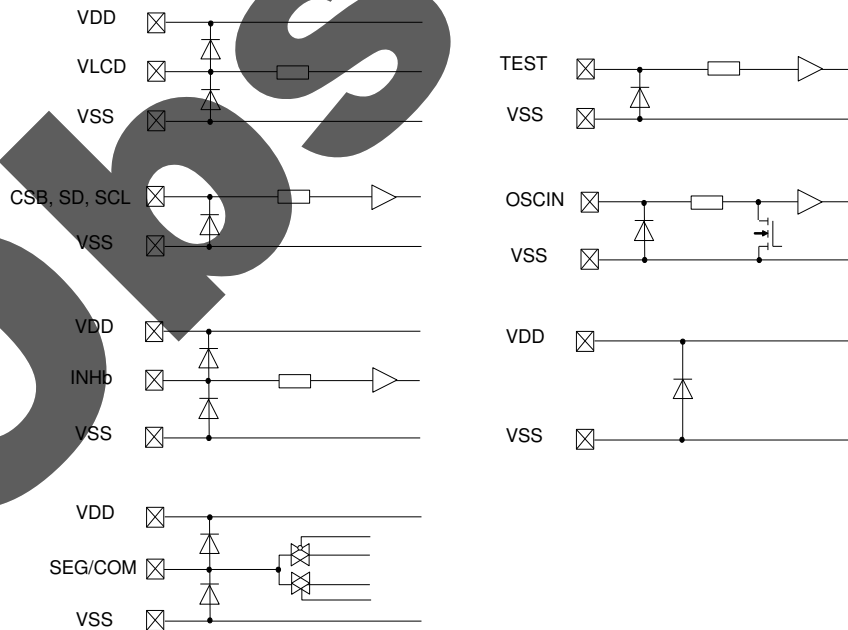 VDD
VLCD
VSS
CSB, SD, SCL
VSS
VDD
INHb
VSS
VDD
SEG/COM
VSS
TEST
VSS
OSCIN
VSS
VDD
VSS